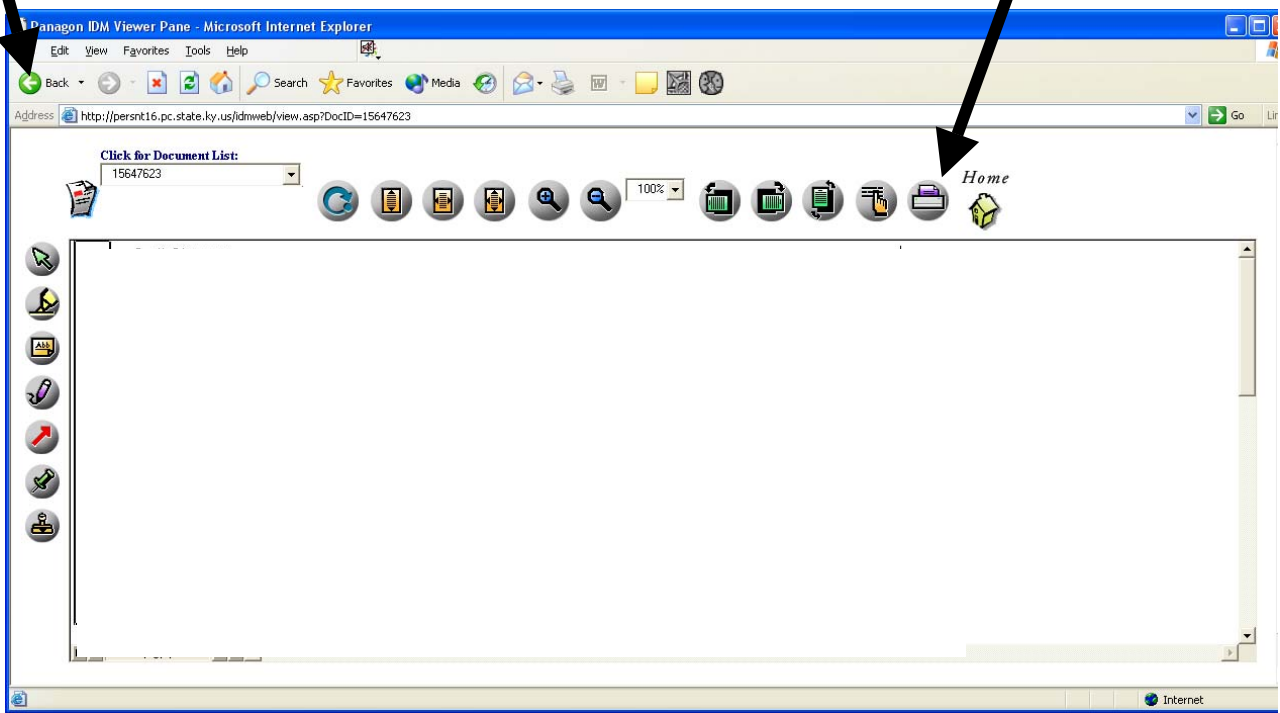 Panagon IDM Viewer Pane - Microsoft Internet Explorer
Edit View Favorites Tools Help
Back Search Favorites Media
Address http://persnt16.pc.state.ky.us/idmweb/view.asp?DocID=15647623 Go
Click for Document List:
15647623
100%
Home
Abb
Internet